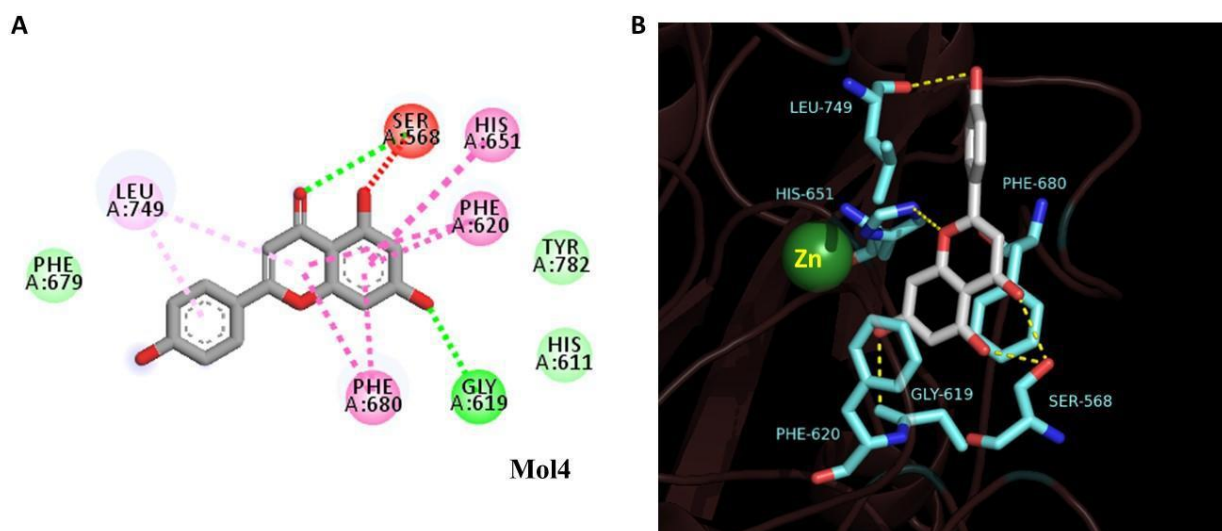 A
SER
A:568
HIS
A:651
LEU
A:749
PHE
A:620
PHE
A:679
TYR
A:782
HIS
A:611
PHE
A:680
GLY
A:619
Mol4
B
LEU-749
HIS-651
PHE-680
Zn
GLY-619
SER-568
PHE-620